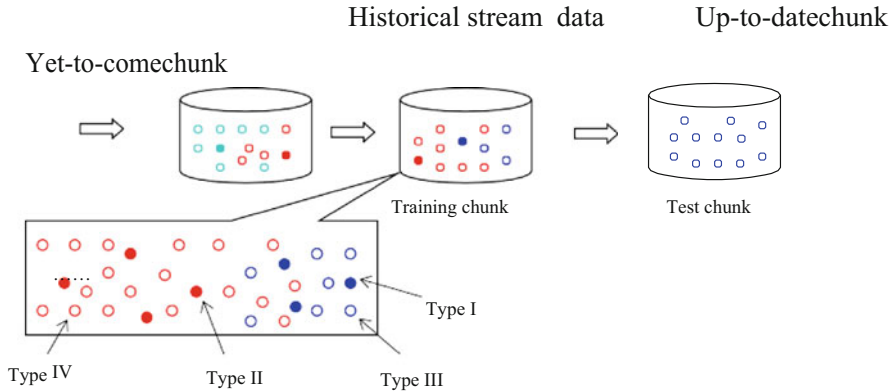 Historical stream data
Up-to-datechunk
Yet-to-comechunk
Training chunk
Test chunk
......
Type I
Type IV
Type II
Type III